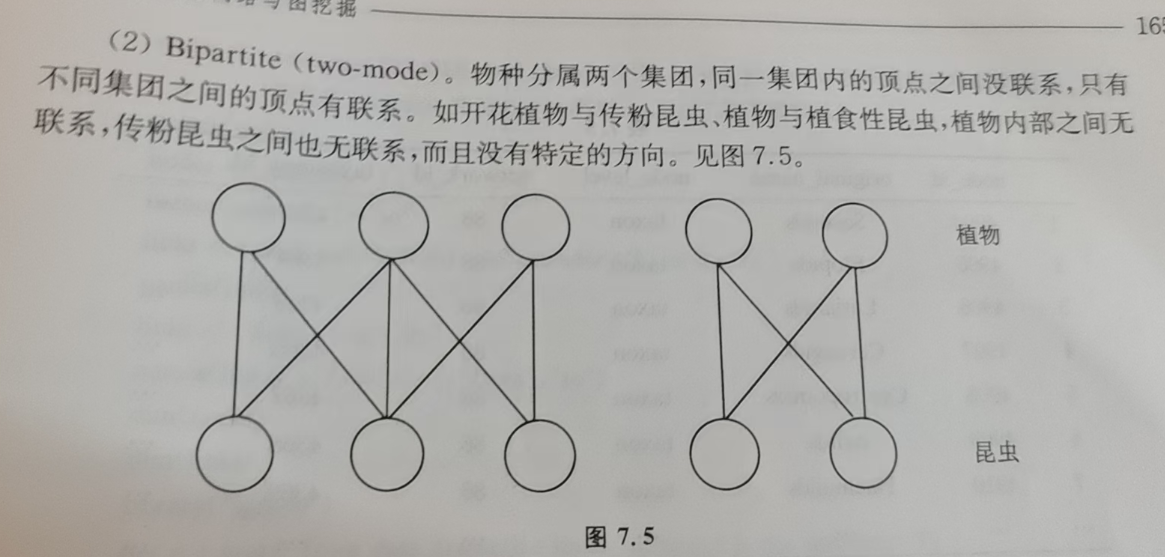 与图挖掘
165
(2) Bipartite (two-mode)。物种分属两个集团,同一集团内的顶点之间没联系,只有
不同集团之间的顶点有联系。如开花植物与传粉昆虫、植物与植食性昆虫,植物内部之间无
联系,传粉昆虫之间也无联系,而且没有特定的方向。见图7.5。
植物
昆虫
图 7.5